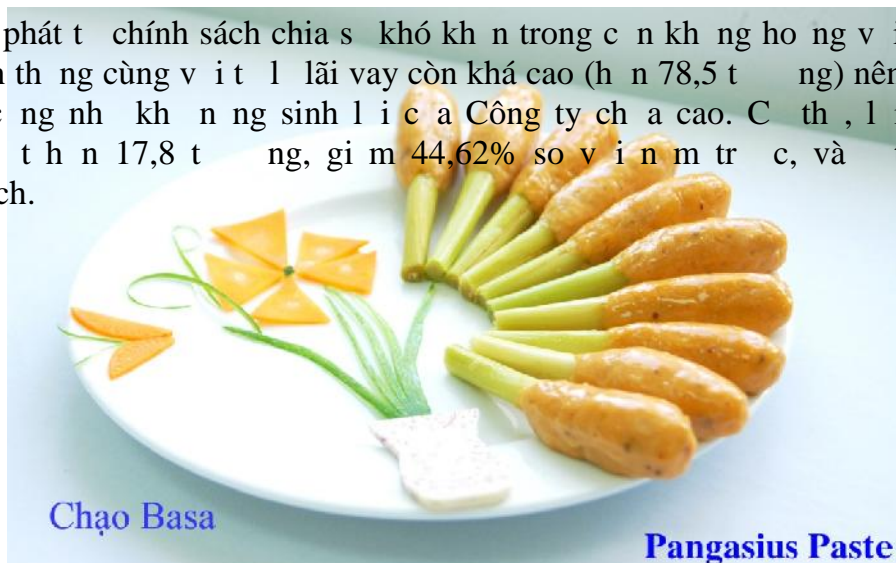 phát t chính sách chia s khó kh n trong c n kh ng ho ng v i
th ng cùng v i t l lãi vay còn khá cao (h n 78,5 t ng) nên
ng nh kh n ng sinh l i c a Công ty ch a cao. C th , l i
t h n 17,8 t ng, gi m 44,62% so v i n m tr c, và
ch.
Chạo Basa
Pangasius Paste